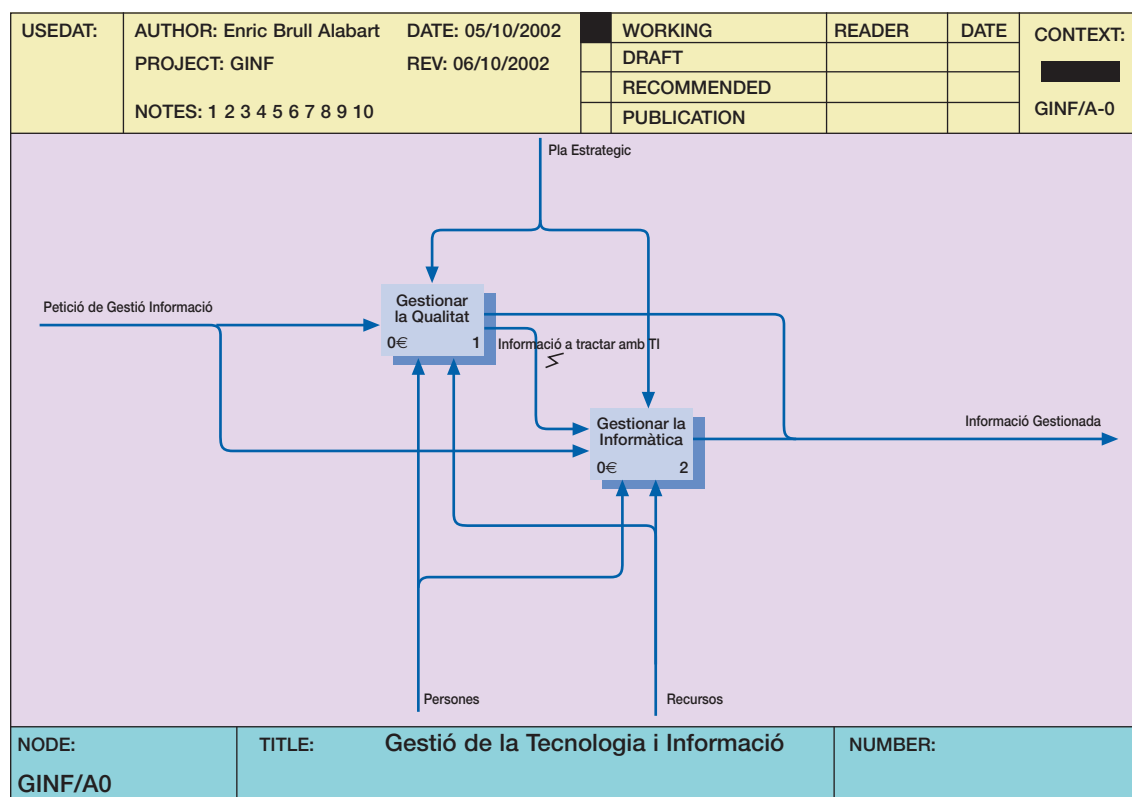 USEDAT:
AUTHOR: Enric Brull Alabart
DATE: 05/10/2002
PROJECT: GINF
REV: 06/10/2002
NOTES: 1 2 3 4 5 6 7 8 9 10
WORKING
READER
DATE
DRAFT
RECOMMENDED
PUBLICATION
CONTEXT:
GINF/A-0
Pla Estrategic
Petició de Gestió Informació
Gestionar
la Qualitat
0€ 1
Informació a tractar amb TI
Gestionar la
Informàtica
0€ 2
Informació Gestionada
Persones
Recursos
NODE:
GINF/A0
TITLE:
Gestió de la Tecnologia i Informació
NUMBER: